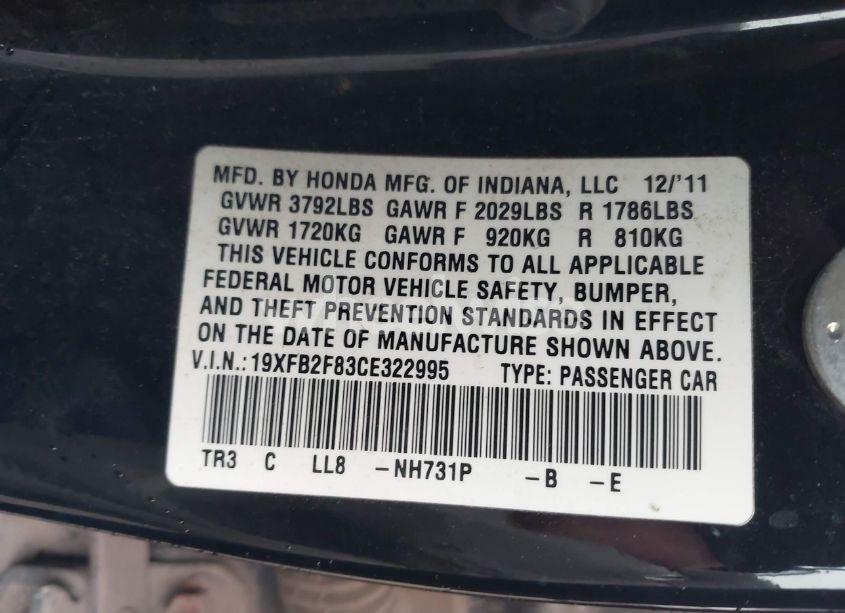 MFD. BY HONDA MFG. OF INDIANA, LLC 12/'11
GVWR 3792LBS GAWR F 2029LBS R 1786LBS
GVWR 1720KG GAWR F 920KG R 810KG
THIS VEHICLE CONFORMS TO ALL APPLICABLE
FEDERAL MOTOR VEHICLE SAFETY, BUMPER,
AND THEFT PREVENTION STANDARDS IN EFFECT
ON THE DATE OF MANUFACTURE SHOWN ABOVE.
V.I.N.:19XFB2F83CE322995 TYPE: PASSENGER CAR
TR3 C LL8 –NH731P –B –E